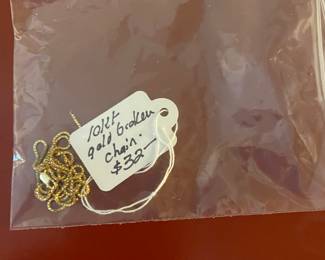 10Kt
gold broken
chain
$32-